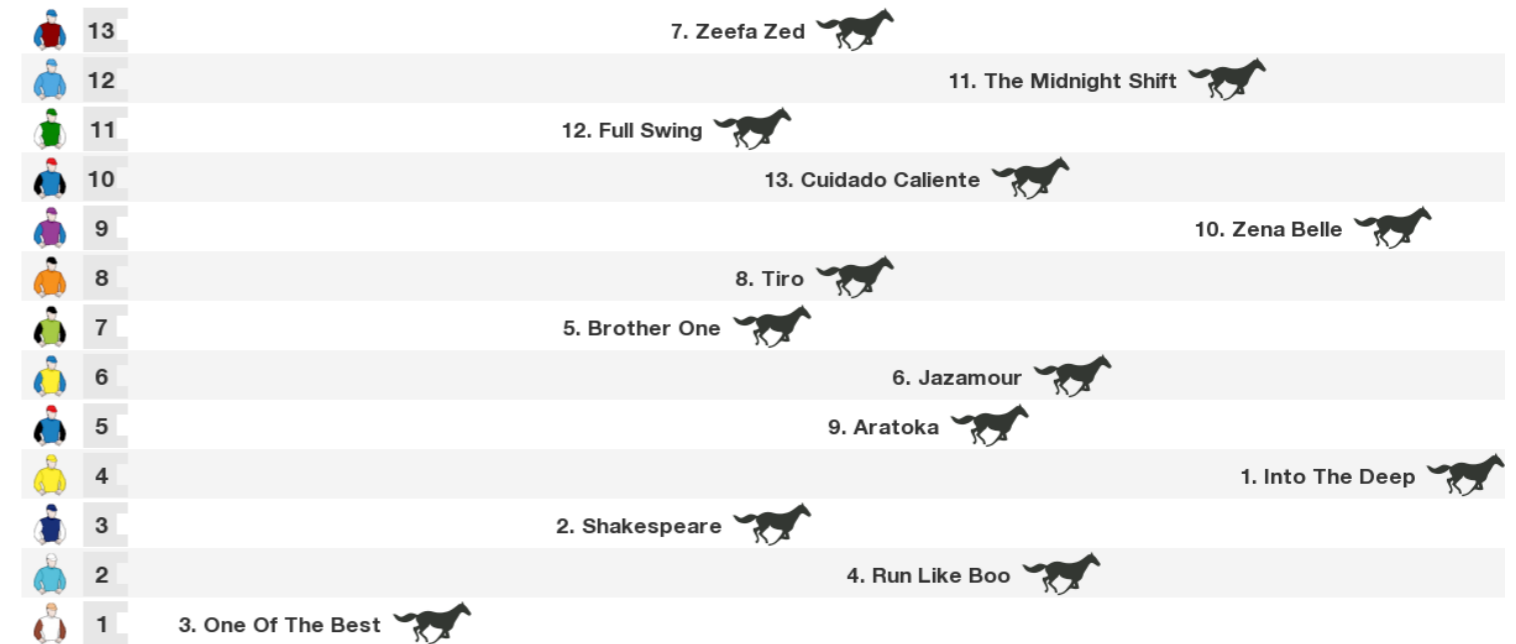 13 7. Zeefa Zed
12 11. The Midnight Shift
11 12. Full Swing
10 13. Cuidado Caliente
9 10. Zena Belle
8 8. Tiro
7 5. Brother One
6 6. Jazamour
5 9. Aratoka
4 1. Into The Deep
3 2. Shakespeare
2 4. Run Like Boo
1 3. One Of The Best